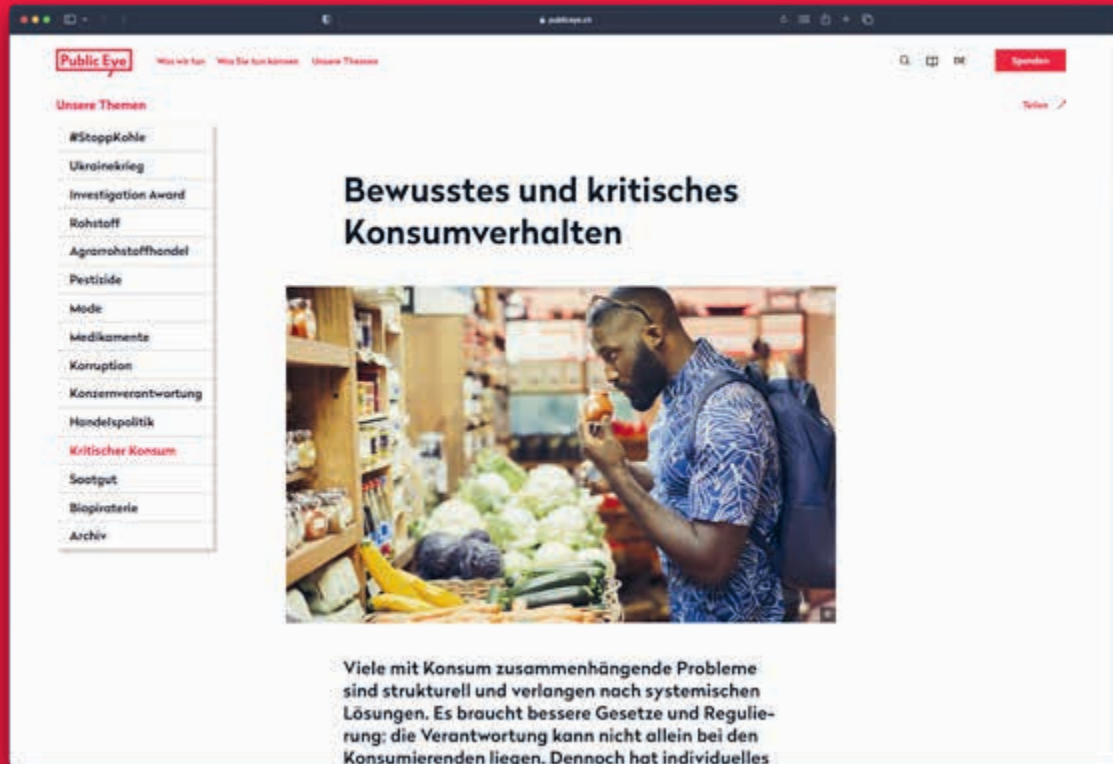 publiceye.ch
Public Eye
Was wir tun
Was Sie tun können
Unsere Themen
DE
Spenden
Unsere Themen
Teilen
#StoppKohle
Ukrainekrieg
Investigation Award
Rohstoff
Agrarrohstoffhandel
Pestizide
Mode
Medikamente
Korruption
Konzernverantwortung
Handelspolitik
Kritischer Konsum
Saatgut
Biopiraterie
Archiv
Bewusstes und kritisches
Konsumverhalten
Viele mit Konsum zusammenhängende Probleme
sind strukturell und verlangen nach systemischen
Lösungen. Es braucht bessere Gesetze und Regulie-
rung: die Verantwortung kann nicht allein bei den
Konsumierenden liegen. Dennoch hat individuelles